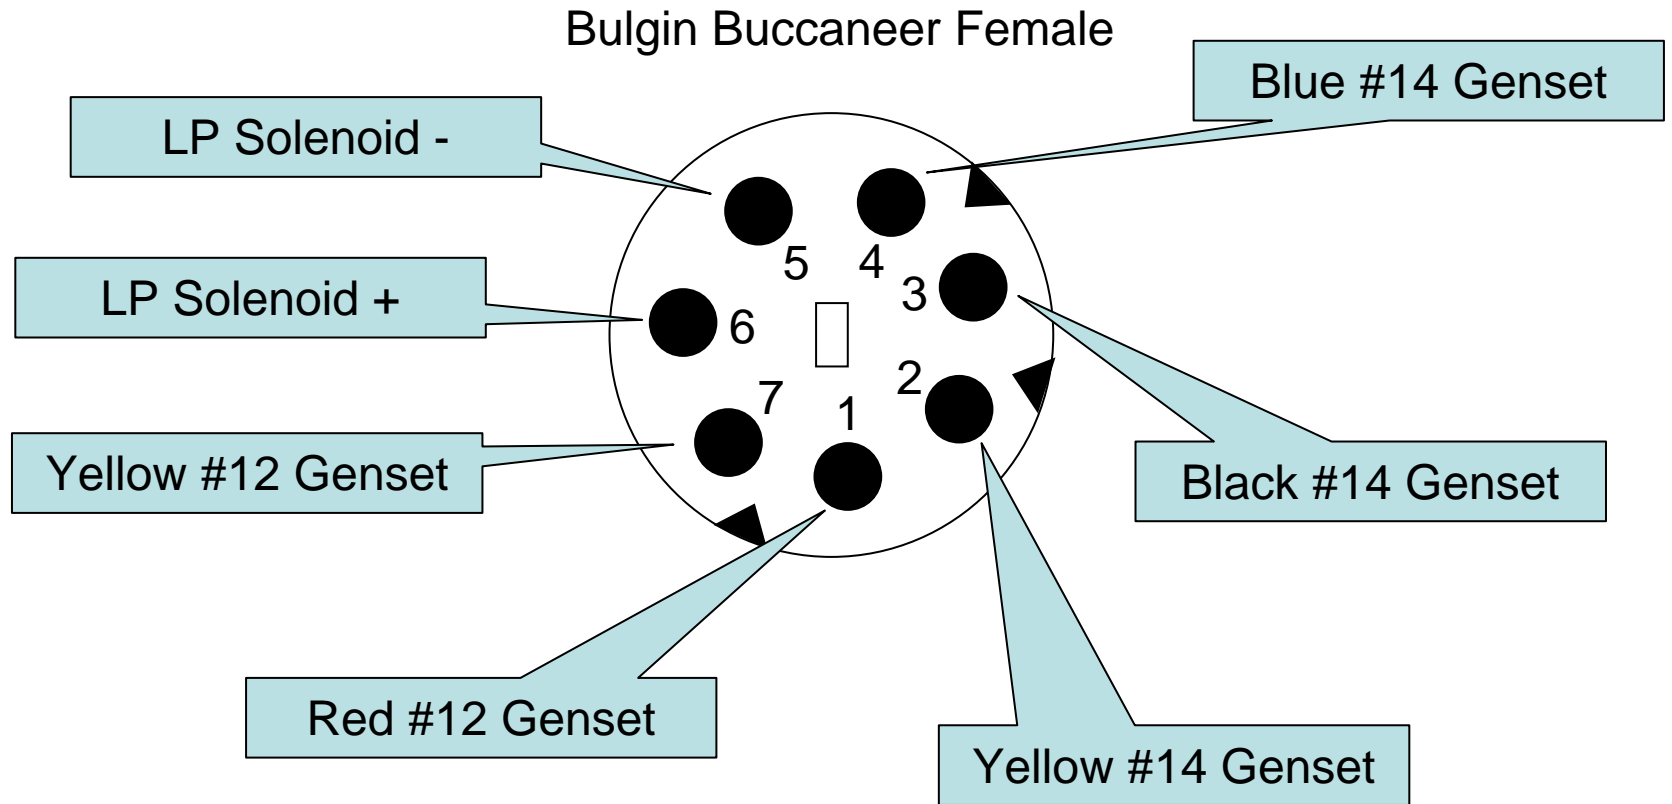 Bulgin Buccaneer Female
Blue #14 Genset
LP Solenoid -
5
4
LP Solenoid +
3
6
2
7
1
Yellow #12 Genset
Black #14 Genset
Red #12 Genset
Yellow #14 Genset